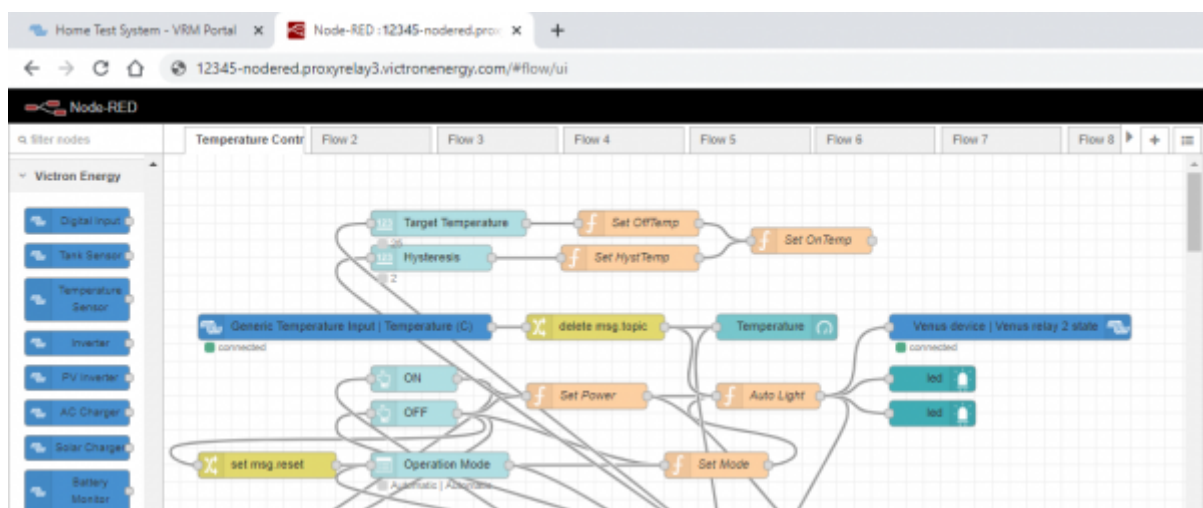 Home Test System - VRM Portal
Node-RED : 12345-nodered.prox
12345-nodered.proxyrelay3.victronenergy.com/#flow/ui
Node-RED
filter nodes
Temperature Contr
Flow 2
Flow 3
Flow 4
Flow 5
Flow 6
Flow 7
Flow 8
Victron Energy
Digital Input
Tank Sensor
Temperature
Sensor
Inverter
PV Inverter
AC Charger
Solar Charger
Battery
Monitor
123 Target Temperature
Set OffTemp
Set OnTemp
123 Hysteresis
Set HystTemp
2
Generic Temperature Input | Temperature (C)
connected
delete msg.topic
Temperature
Venus device | Venus relay 2 state
connected
ON
OFF
Set Power
Auto Light
led
led
set msg.reset
Operation Mode
Automatic | Automatic
Set Mode